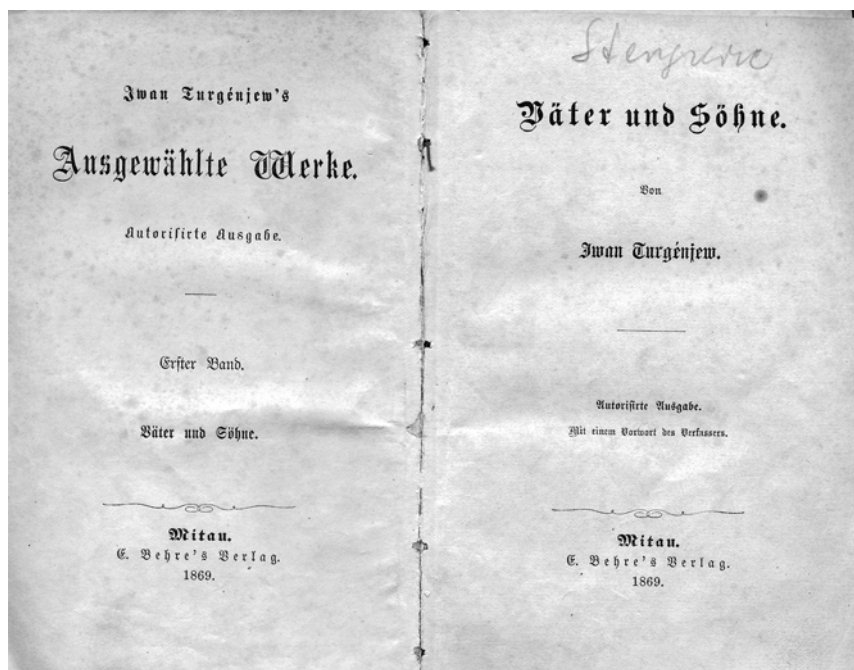 Iwan Turgénjew's
Ausgewählte Werke.
Autorisirte Ausgabe.
Erster Band.
Väter und Söhne.
Mitau.
E. Behre's Verlag.
1869.
Väter und Söhne.
Von
Iwan Turgénjew.
Autorisirte Ausgabe.
Mit einem Vorwort des Verfassers.
Mitau.
E. Behre's Verlag.
1869.